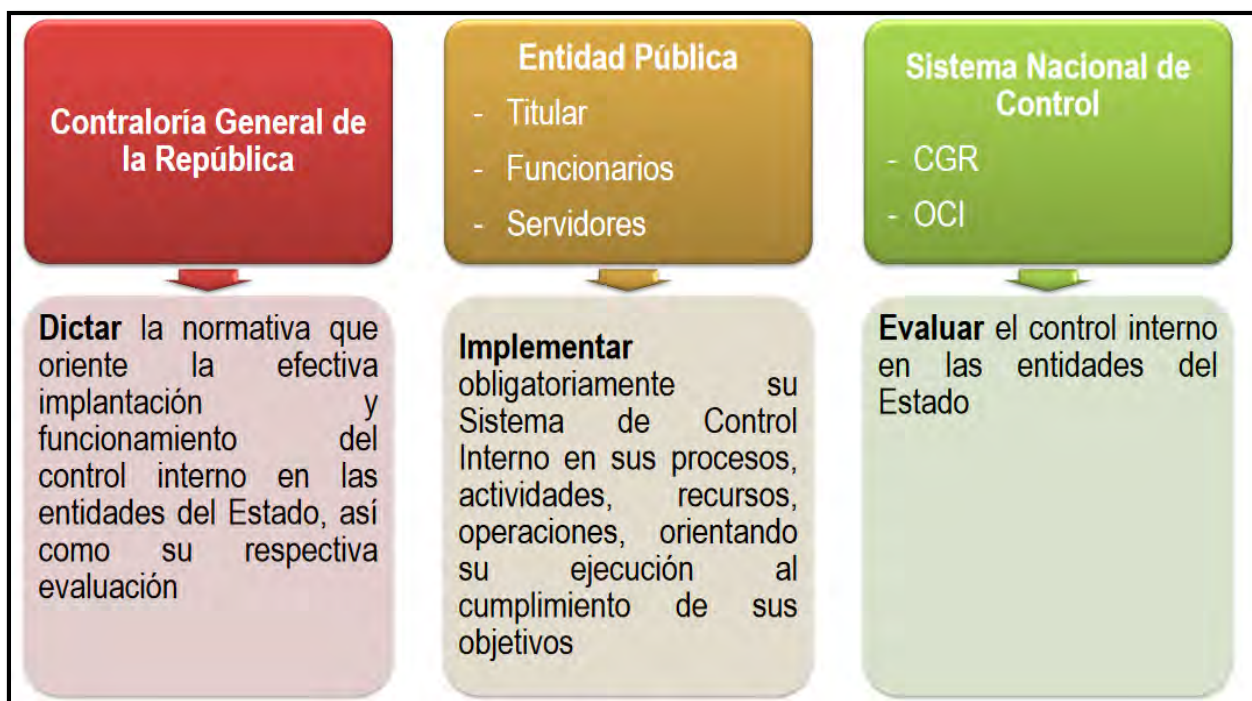 Contraloría General de
la República
Dictar la normativa que
oriente la efectiva
implantación y
funcionamiento del
control interno en las
entidades del Estado, así
como su respectiva
evaluación
Entidad Pública
- Titular
- Funcionarios
- Servidores
Implementar
obligatoriamente su
Sistema de Control
Interno en sus procesos,
actividades, recursos,
operaciones, orientando
su ejecución al
cumplimiento de sus
objetivos
Sistema Nacional de
Control
- CGR
- OCI
Evaluar el control interno
en las entidades del
Estado